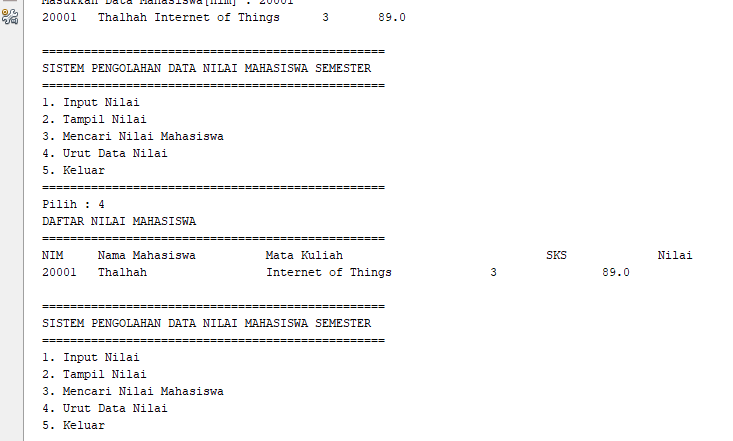 Masukkan Data Mahasiswa[nim] : 20001
20001   Thalhah Internet of Things      3       89.0

=================================================
SISTEM PENGOLAHAN DATA NILAI MAHASISWA SEMESTER
=================================================
1. Input Nilai
2. Tampil Nilai
3. Mencari Nilai Mahasiswa
4. Urut Data Nilai
5. Keluar
=================================================
Pilih : 4
DAFTAR NILAI MAHASISWA
=================================================
NIM     Nama Mahasiswa          Mata Kuliah                             SKS             Nilai
20001   Thalhah                 Internet of Things              3               89.0

=================================================
SISTEM PENGOLAHAN DATA NILAI MAHASISWA SEMESTER
=================================================
1. Input Nilai
2. Tampil Nilai
3. Mencari Nilai Mahasiswa
4. Urut Data Nilai
5. Keluar